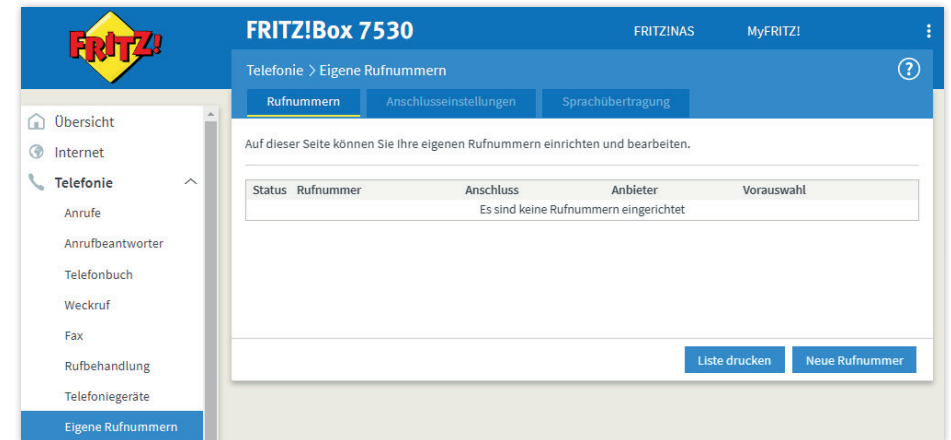 FRITZ!
FRITZ!Box 7530 FRITZ!NAS MyFRITZ!
Telefonie > Eigene Rufnummern ?
Rufnummern Anschlusseinstellungen Sprachübertragung
Übersicht
Internet
Telefonie
Anrufe
Anrufbeantworter
Telefonbuch
Weckruf
Fax
Rufbehandlung
Telefoniegeräte
Eigene Rufnummern
Auf dieser Seite können Sie Ihre eigenen Rufnummern einrichten und bearbeiten.
Status Rufnummer Anschluss Anbieter Vorauswahl
Es sind keine Rufnummern eingerichtet
Liste drucken Neue Rufnummer